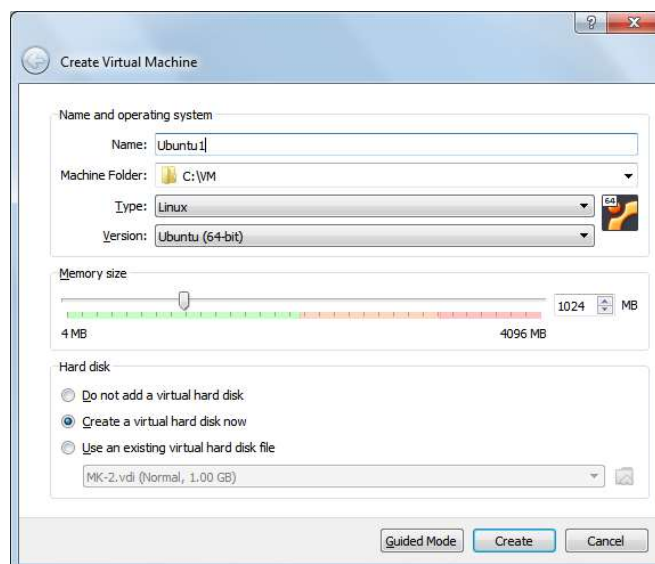 ?
Create Virtual Machine
Name and operating system
Name: Ubuntu1
Machine Folder: C:\VM
Type: Linux
64
Version: Ubuntu (64-bit)
Memory size
1024 MB
4 MB 4096 MB
Hard disk
Do not add a virtual hard disk
Create a virtual hard disk now
Use an existing virtual hard disk file
MK-2.vdi (Normal, 1.00 GB)
Guided Mode Create Cancel